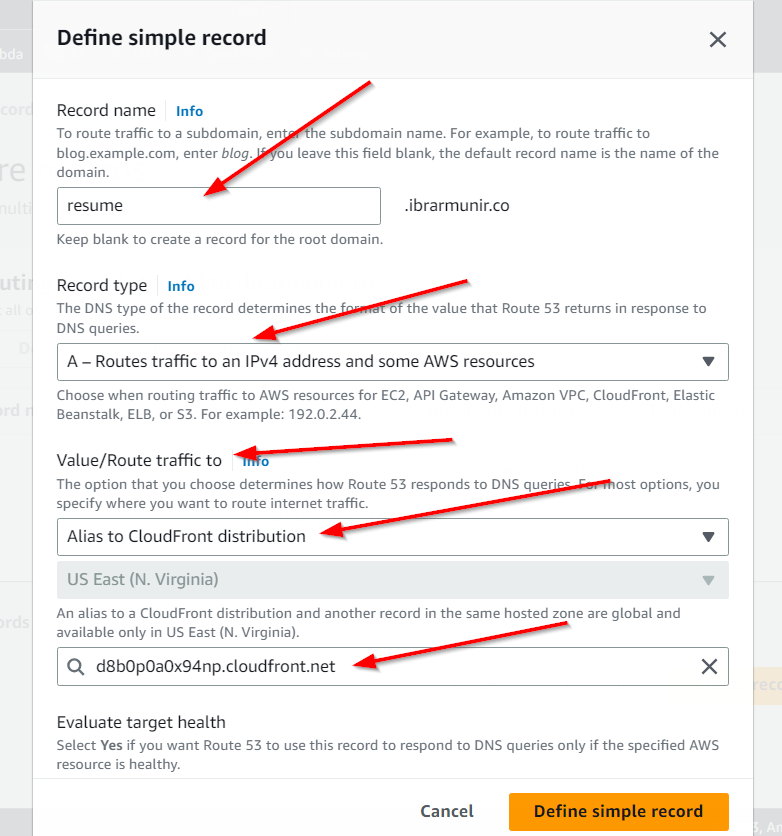 Define simple record
bda
Record name
Info
To route traffic to a subdomain, enter the subdomain name. For example, to route traffic to
blog.example.com, enter blog. If you leave this field blank, the default record name is the name of the
domain.
resume
.ibrarmunir.co
Keep blank to create a record for the root domain.
Record type
Info
The DNS type of the record determines the format of the value that Route 53 returns in response to
DNS queries.
A – Routes traffic to an IPv4 address and some AWS resources
Choose when routing traffic to AWS resources for EC2, API Gateway, Amazon VPC, CloudFront, Elastic
Beanstalk, ELB, or S3. For example: 192.0.2.44.
Value/Route traffic to
Info
The option that you choose determines how Route 53 responds to DNS queries. For most options, you
specify where you want to route internet traffic.
Alias to CloudFront distribution
US East (N. Virginia)
An alias to a CloudFront distribution and another record in the same hosted zone are global and
available only in US East (N. Virginia).
d8b0p0a0x94np.cloudfront.net
Evaluate target health
Select Yes if you want Route 53 to use this record to respond to DNS queries only if the specified AWS
resource is healthy.
Cancel
Define simple record